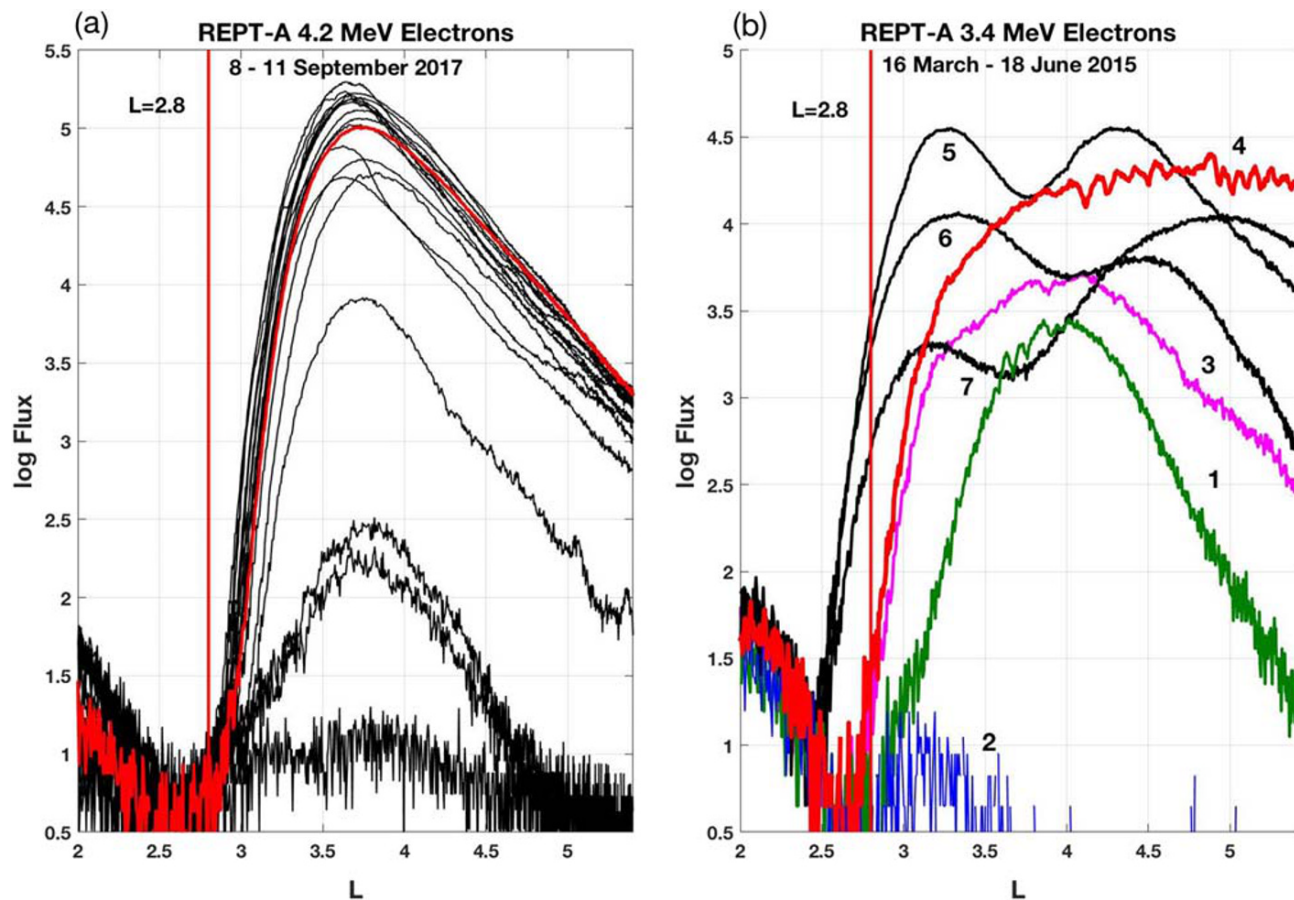 (a)
REPT-A 4.2 MeV Electrons
8 - 11 September 2017
L=2.8
log Flux
5.5
5
4.5
4
3.5
3
2.5
2
1.5
1
0.5
2 2.5 3 3.5 4 4.5 5
L
(b)
REPT-A 3.4 MeV Electrons
16 March - 18 June 2015
L=2.8
log Flux
5
4.5
4
3.5
3
2.5
2
1.5
1
0.5
5
4
6
3
7
1
2
2 2.5 3 3.5 4 4.5 5
L